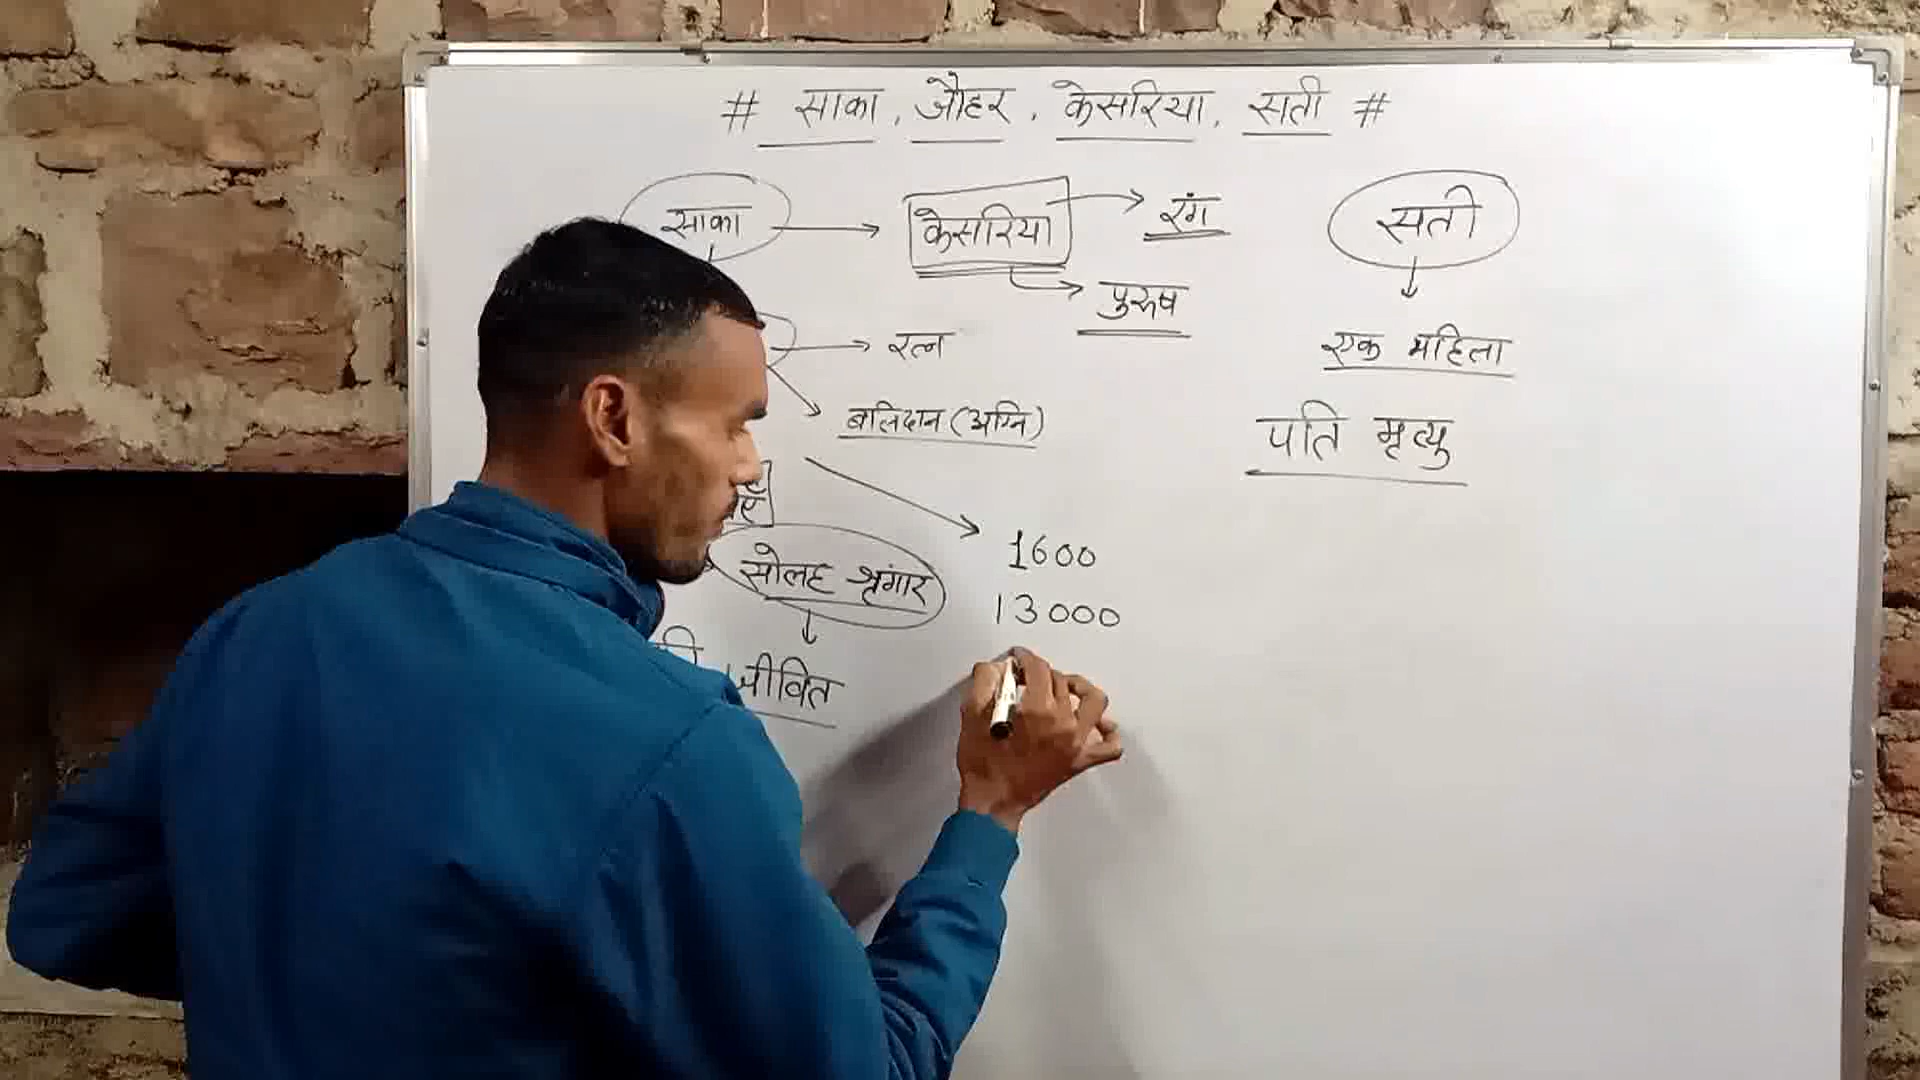 # साका, जौहर, केसरिया, सती #
साका → केसरिया → रंग
→ पुरुष
→ रत्न
बलिदान (अग्नि)
सोलह श्रृंगार
जीवित
1600
13000
सती
एक महिला
पति मृत्यु